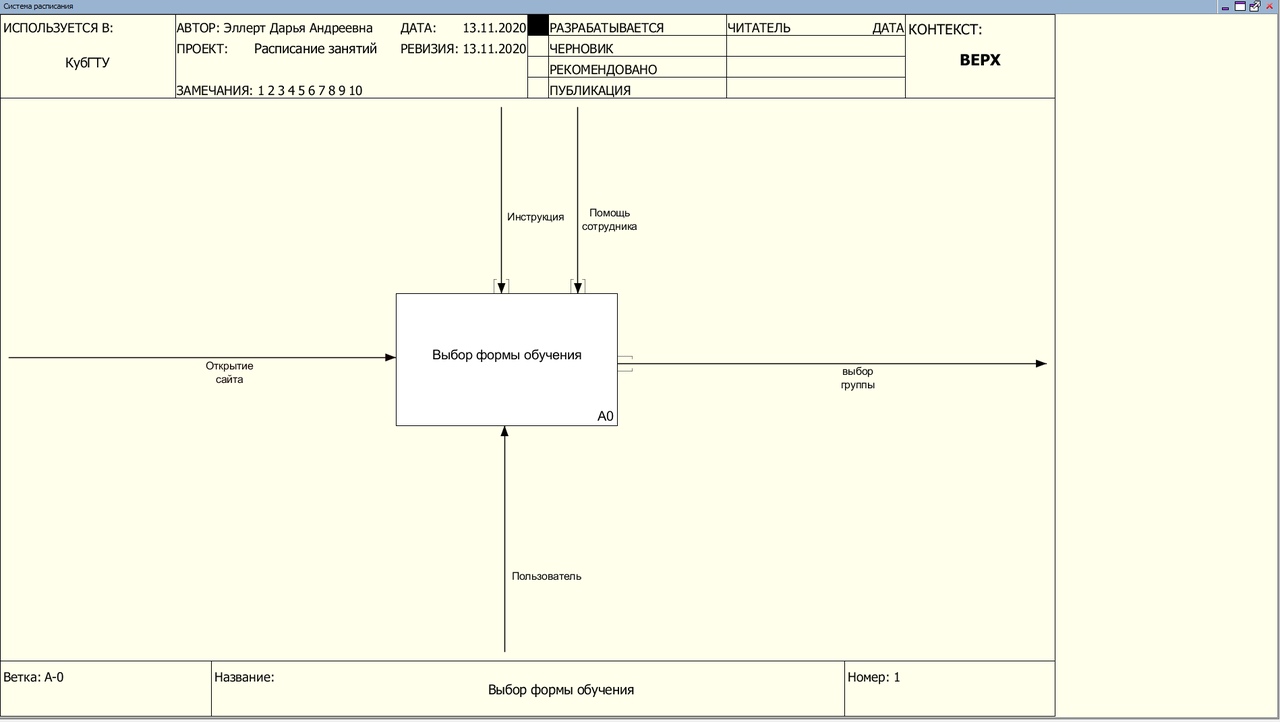 Система расписания
ИСПОЛЬЗУЕТСЯ В:
КубГТУ
АВТОР: Эллерт Дарья Андреевна
ДАТА: 13.11.2020
ПРОЕКТ: Расписание занятий
РЕВИЗИЯ: 13.11.2020
ЗАМЕЧАНИЯ: 1 2 3 4 5 6 7 8 9 10
РАЗРАБАТЫВАЕТСЯ
ЧЕРНОВИК
РЕКОМЕНДОВАНО
ПУБЛИКАЦИЯ
ЧИТАТЕЛЬ
ДАТА
КОНТЕКСТ:
ВЕРХ
Инструкция
Помощь
сотрудника
Выбор формы обучения
A0
Открытие
сайта
выбор
группы
Пользователь
Ветка: A-0
Название:
Выбор формы обучения
Номер: 1